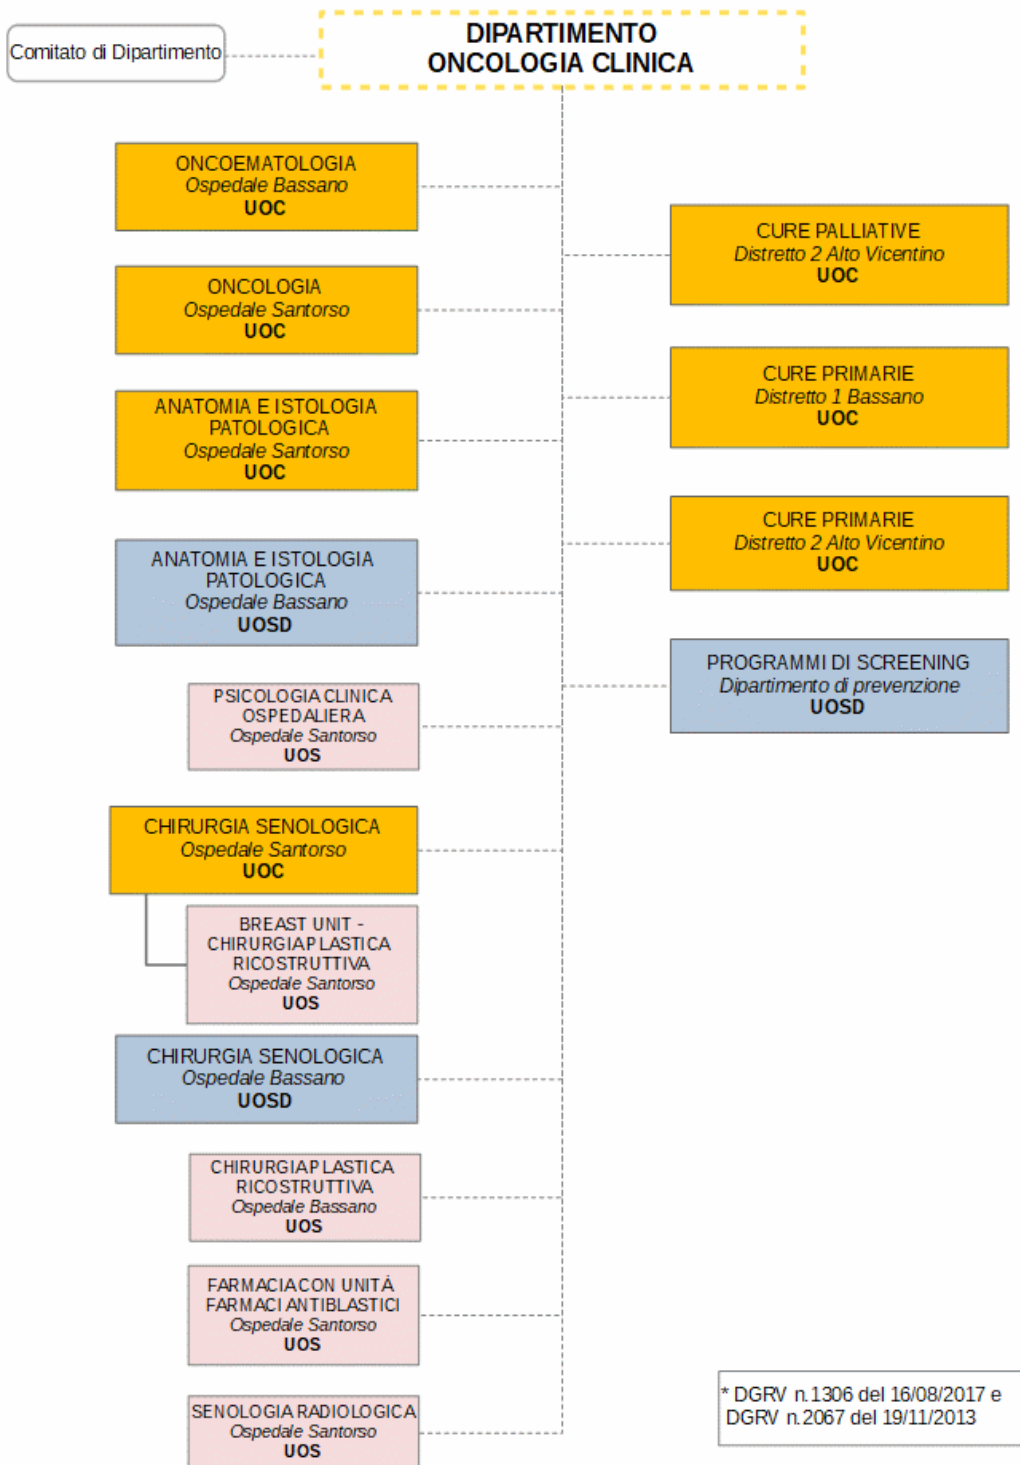 Comitato di Dipartimento
DIPARTIMENTO
ONCOLOGIA CLINICA
ONCOEMATOLOGIA
Ospedale Bassano
UOC
ONCOLOGIA
Ospedale Santorso
UOC
ANATOMIA E ISTOLOGIA
PATOLOGICA
Ospedale Santorso
UOC
ANATOMIA E ISTOLOGIA
PATOLOGICA
Ospedale Bassano
UOSD
PSICOLOGIA CLINICA
OSPEDALIERA
Ospedale Santorso
UOS
CHIRURGIA SENOLOGICA
Ospedale Santorso
UOC
BREAST UNIT -
CHIRURGIA PLASTICA
RICOSTRUTTIVA
Ospedale Santorso
UOS
CHIRURGIA SENOLOGICA
Ospedale Bassano
UOSD
CHIRURGIA PLASTICA
RICOSTRUTTIVA
Ospedale Bassano
UOS
FARMACIA CON UNITÀ
FARMACI ANTIBLASTICI
Ospedale Santorso
UOS
SENOLOGIA RADIOLOGICA
Ospedale Santorso
UOS
CURE PALLIATIVE
Distretto 2 Alto Vicentino
UOC
CURE PRIMARIE
Distretto 1 Bassano
UOC
CURE PRIMARIE
Distretto 2 Alto Vicentino
UOC
PROGRAMMI DI SCREENING
Dipartimento di prevenzione
UOSD
* DGRV n.1306 del 16/08/2017 e
DGRV n.2067 del 19/11/2013